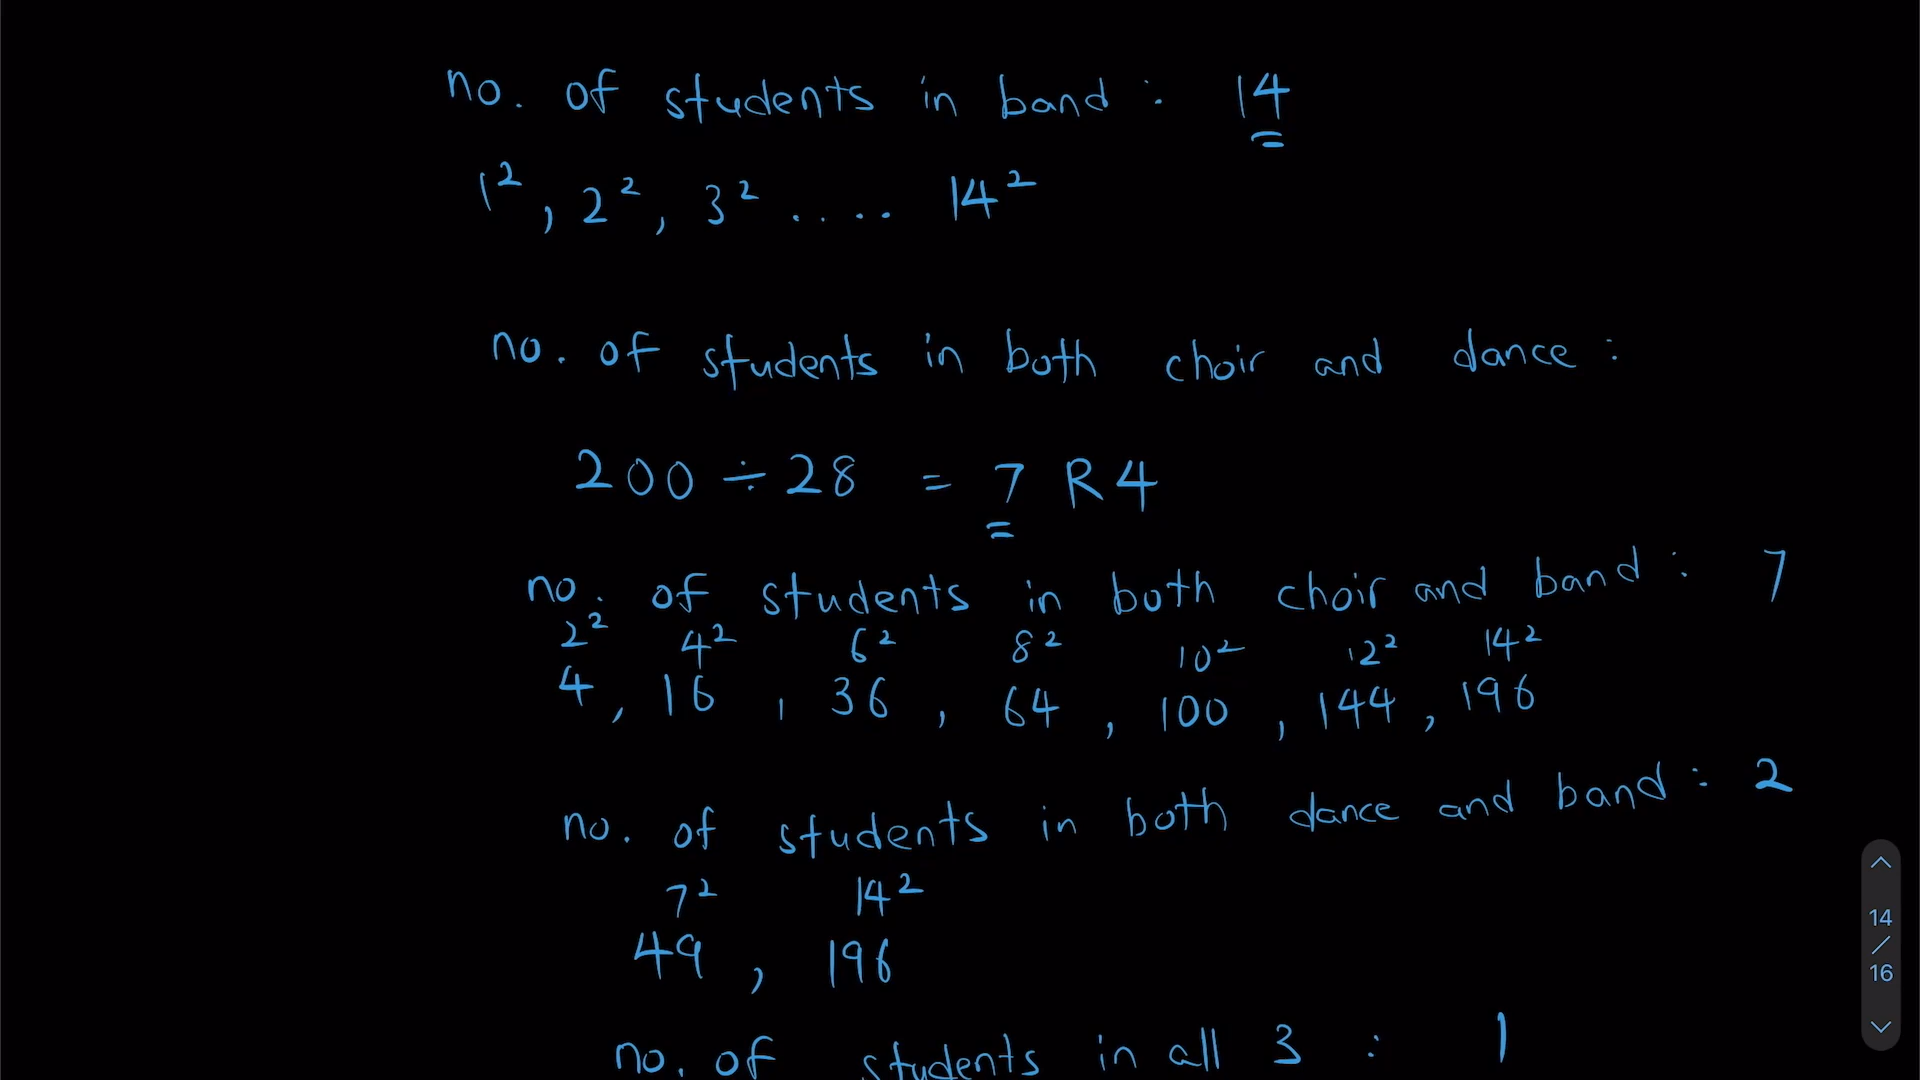 no. of students in band : 14
1², 2², 3² .... 14²
no. of students in both choir and dance :
200 ÷ 28 = 7 R4
no. of students in both choir and band : 7
2² 4² 6² 8² 10² 12² 14²
4, 16, 36, 64, 100, 144, 196
no. of students in both dance and band : 2
7² 14²
49, 196
no. of students in all 3 : 1
14
/
16